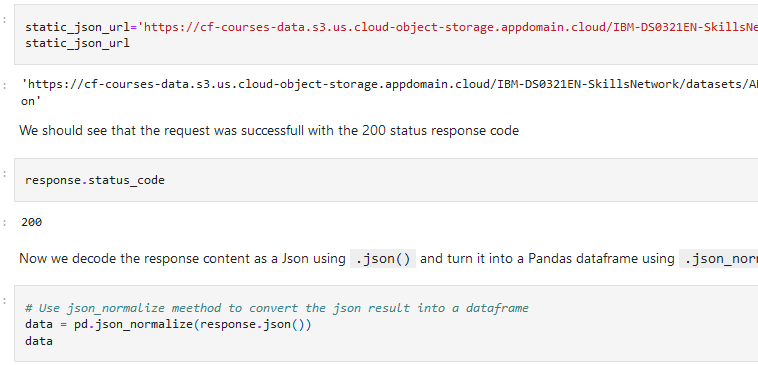 static_json_url='https://cf-courses-data.s3.us.cloud-object-storage.appdomain.cloud/IBM-DS0321EN-SkillsNe
static_json_url
'https://cf-courses-data.s3.us.cloud-object-storage.appdomain.cloud/IBM-DS0321EN-SkillsNetwork/datasets/A
on'
We should see that the request was successfull with the 200 status response code
response.status_code
200
Now we decode the response content as a Json using .json() and turn it into a Pandas dataframe using .json_nor
# Use json_normalize meethod to convert the json result into a dataframe
data = pd.json_normalize(response.json())
data